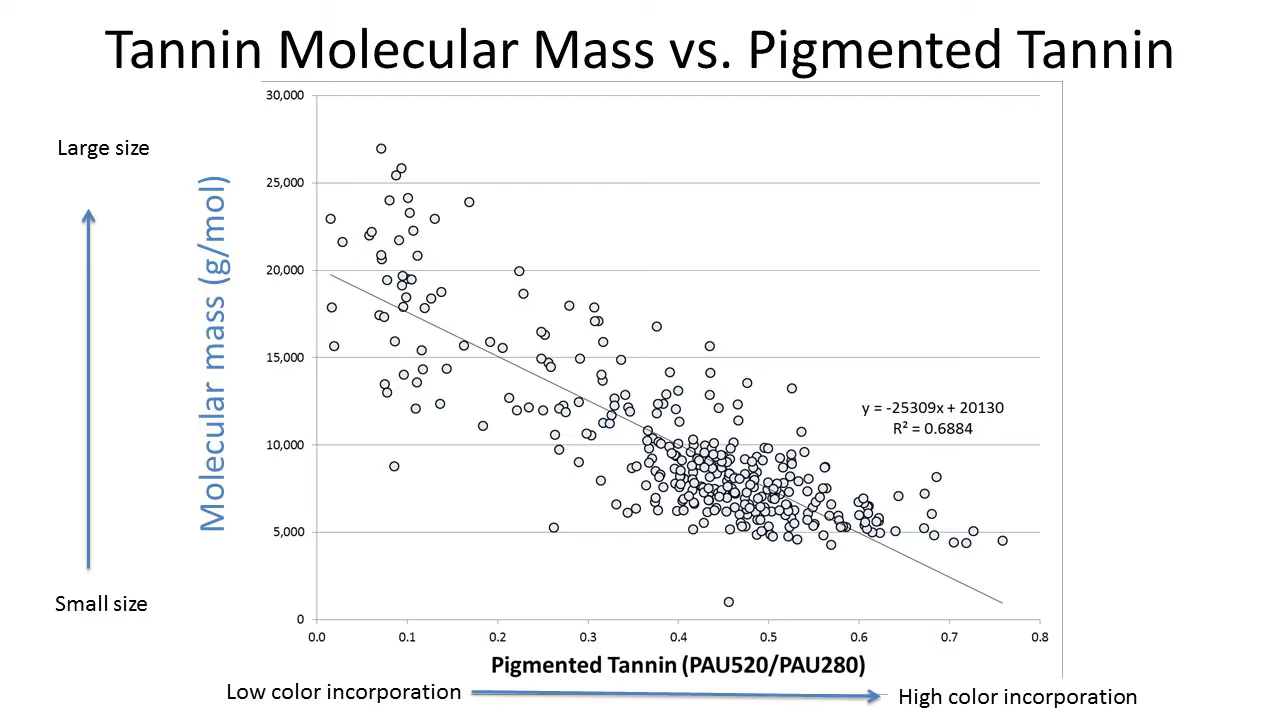 Tannin Molecular Mass vs. Pigmented Tannin
30,000
Large size
25,000
20,000
15,000
10,000
5,000
0
Molecular mass (g/mol)
y = -25309x + 20130
R² = 0.6884
Small size
0.0 0.1 0.2 0.3 0.4 0.5 0.6 0.7 0.8
Pigmented Tannin (PAU520/PAU280)
Low color incorporation
High color incorporation